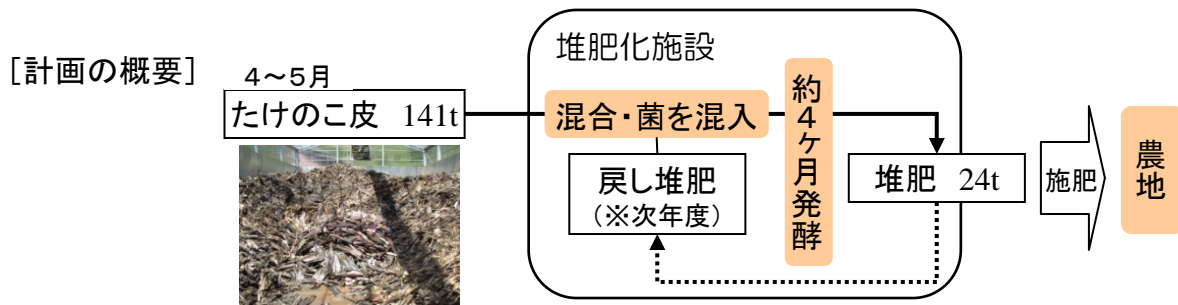 [計画の概要]
4~5月
たけのこ皮 141t
堆肥化施設
混合・菌を混入
戻し堆肥
(※次年度)
約4ヶ月発酵
堆肥 24t
施肥
農地